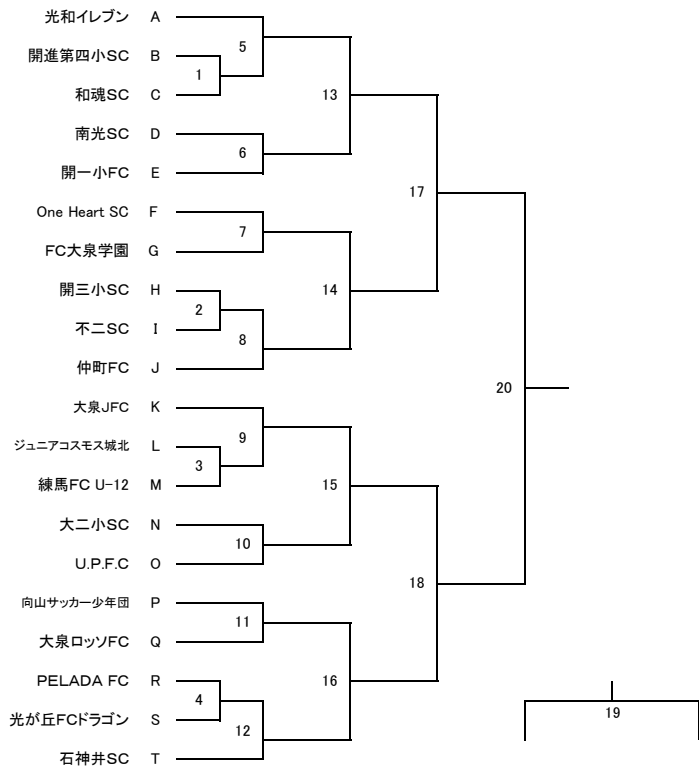 光和イレブン A
5
開進第四小SC B
1
和魂SC C
13
南光SC D
6
開一小FC E
17
One Heart SC F
7
FC大泉学園 G
開三小SC H
14
2
不二SC I
8
仲町FC J
20
大泉JFC K
9
ジュニアコスモス城北 L
3
練馬FC U-12 M
15
大二小SC N
10
U.P.F.C O
18
向山サッカー少年団 P
11
大泉ロッソFC Q
PELADA FC R
16
4
光が丘FCドラゴン S
19
12
石神井SC T